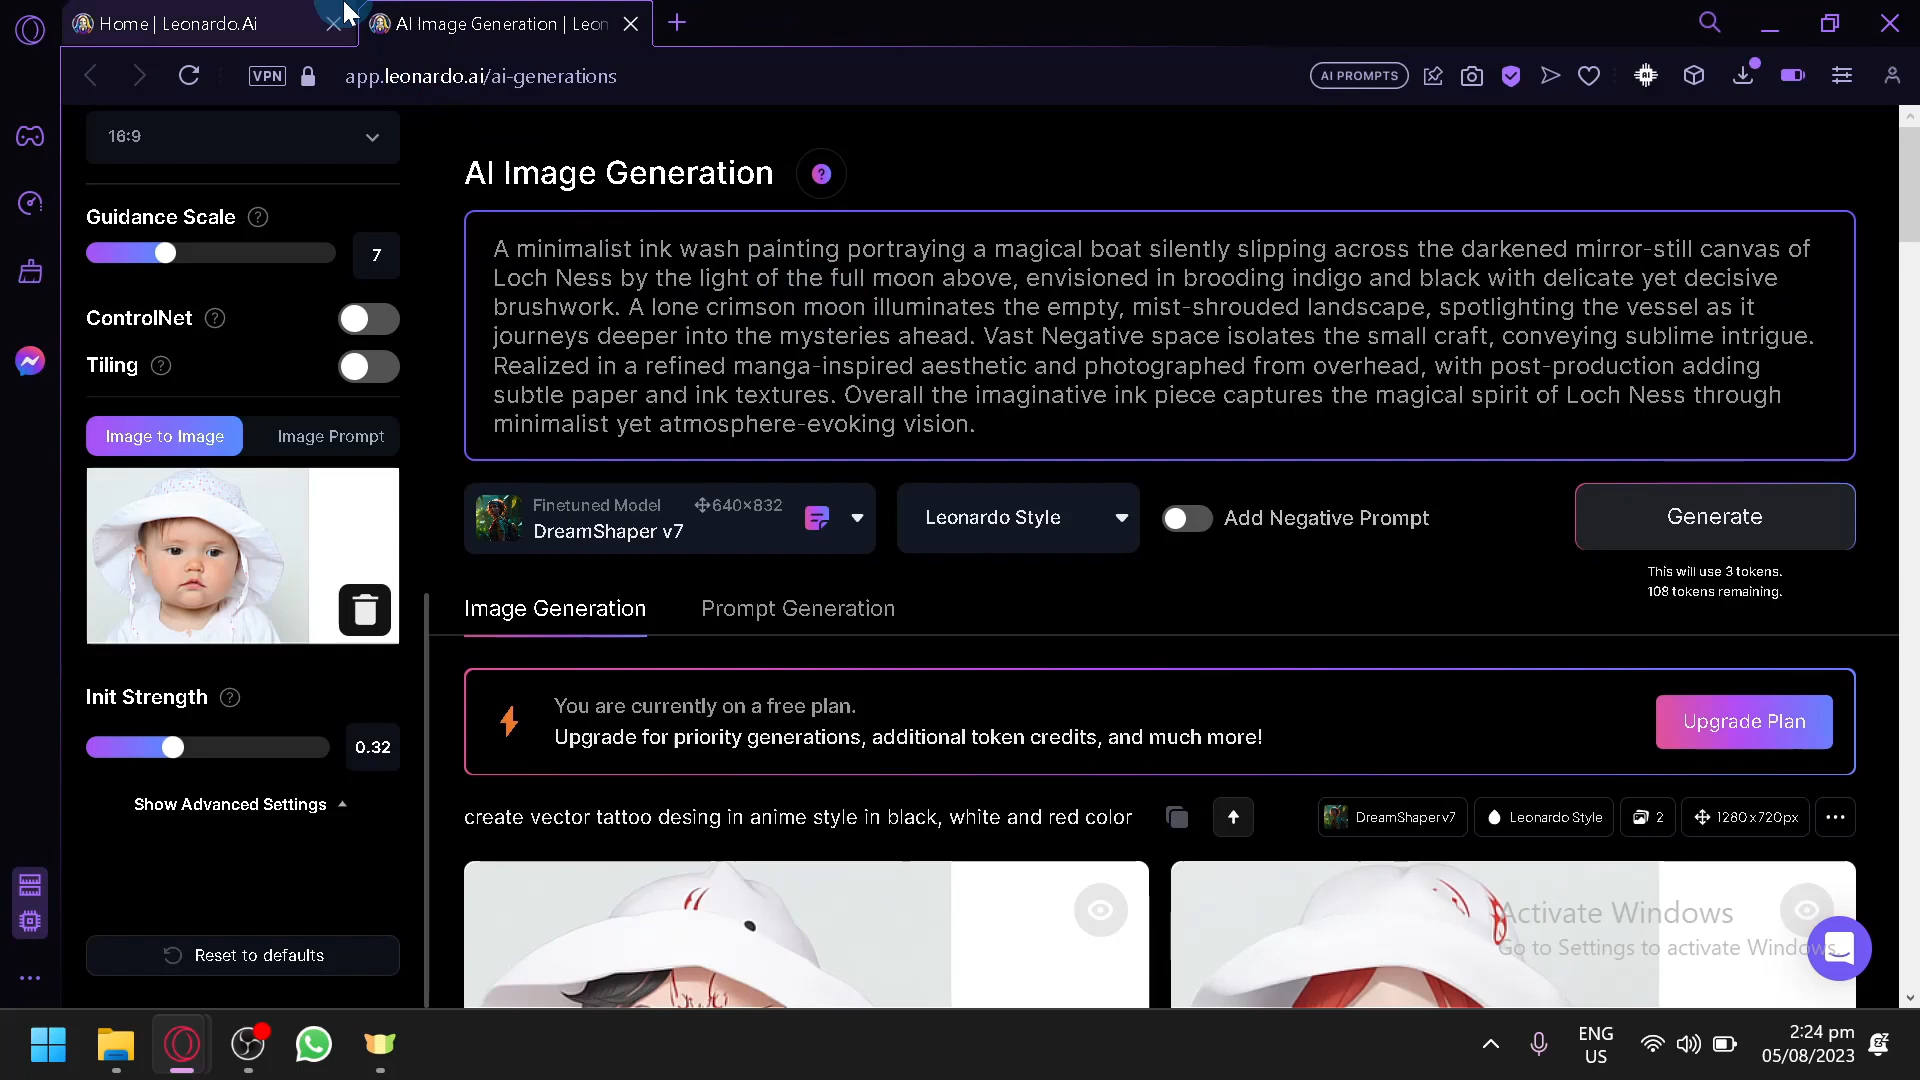 Home | Leonardo.Ai
AI Image Generation | Leon
VPN
app.leonardo.ai/ai-generations
AI PROMPTS
16:9
Guidance Scale
7
ControlNet
Tiling
Image to Image
Image Prompt
Init Strength
0.32
Show Advanced Settings
Reset to defaults
AI Image Generation
A minimalist ink wash painting portraying a magical boat silently slipping across the darkened mirror-still canvas of
Loch Ness by the light of the full moon above, envisioned in brooding indigo and black with delicate yet decisive
brushwork. A lone crimson moon illuminates the empty, mist-shrouded landscape, spotlighting the vessel as it
journeys deeper into the mysteries ahead. Vast Negative space isolates the small craft, conveying sublime intrigue.
Realized in a refined manga-inspired aesthetic and photographed from overhead, with post-production adding
subtle paper and ink textures. Overall the imaginative ink piece captures the magical spirit of Loch Ness through
minimalist yet atmosphere-evoking vision.
Finetuned Model
640×832
DreamShaper v7
Leonardo Style
Add Negative Prompt
Generate
This will use 3 tokens.
108 tokens remaining.
Image Generation
Prompt Generation
You are currently on a free plan.
Upgrade for priority generations, additional token credits, and much more!
Upgrade Plan
create vector tattoo desing in anime style in black, white and red color
DreamShaper v7
Leonardo Style
2
1280x720px
Activate Windows
Go to Settings to activate Windows.
ENG
US
2:24 pm
05/08/2023